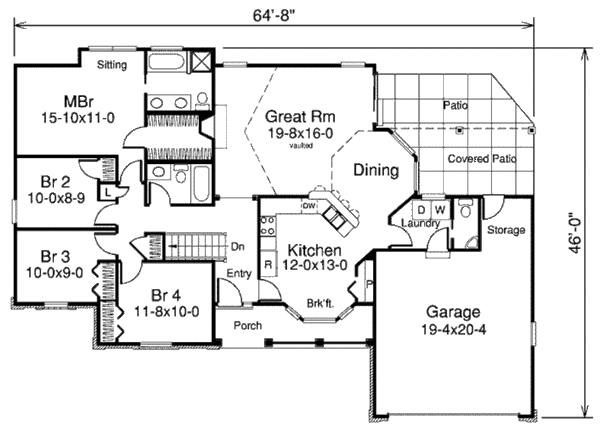 64'-8"
Sitting
MBr
15-10x11-0
Great Rm
19-8x16-0
vaulted
Patio
Covered Patio
Dining
Br 2
10-0x8-9
L
DW
D W
Laundry
Storage
46'-0"
Br 3
10-0x9-0
Dn
Entry
Kitchen
12-0x13-0
R
P
Brk'ft.
Br 4
11-8x10-0
Porch
Garage
19-4x20-4